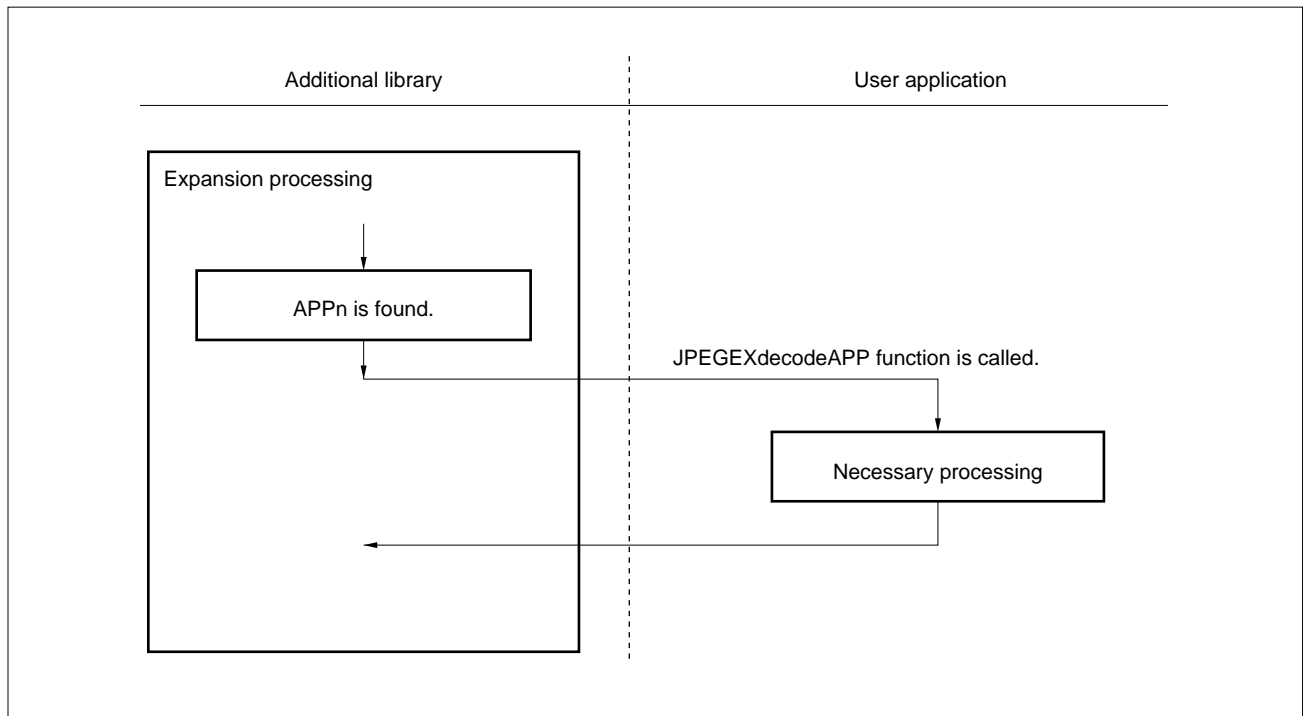 Additional library
User application
Expansion processing
APPn is found.
JPEGEXdecodeAPP function is called.
Necessary processing